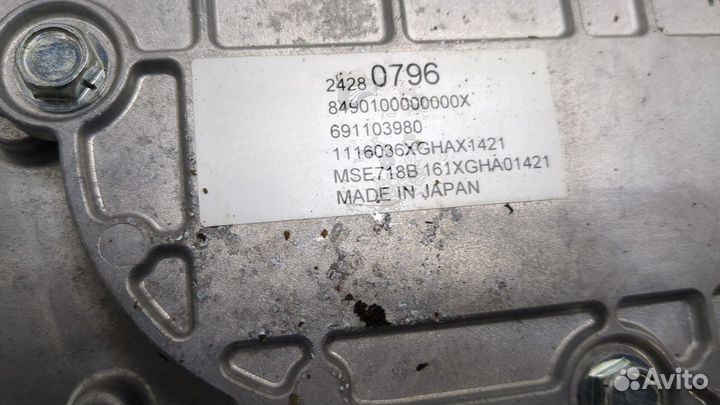 2428 0796
8490100000000X
691103980
1116036XGHAX1421
MSE718B 161XGHA01421
MADE IN JAPAN
Avito